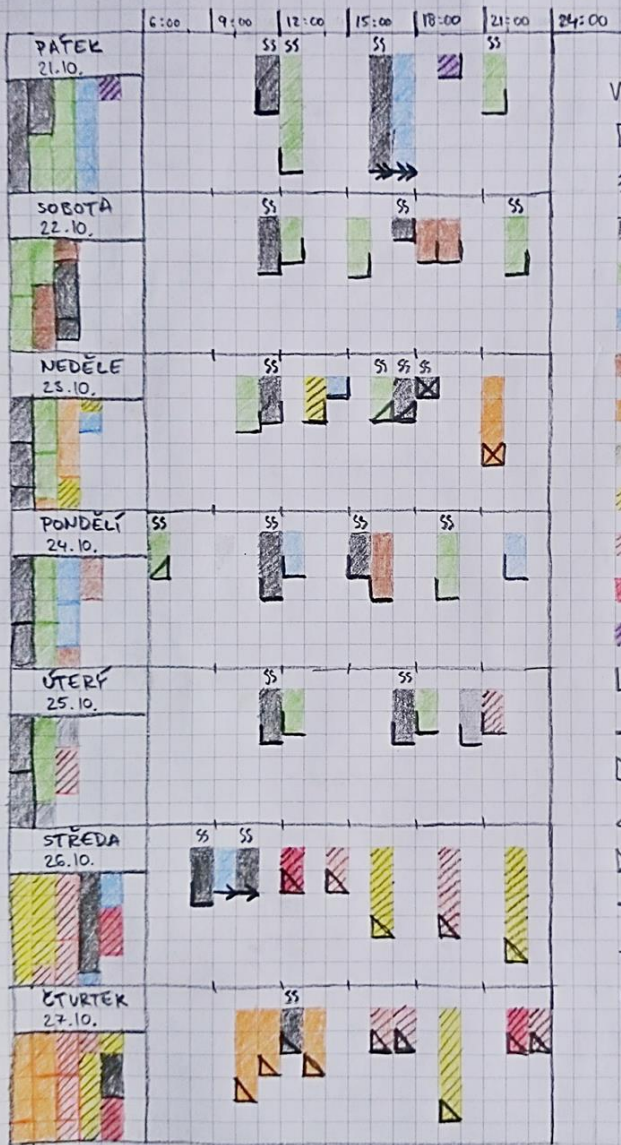 6:00 9:00 12:00 15:00 18:00 21:00 24:00
PÁTEK
21.10.
SS SS SS SS
SOBOTA
22.10.
SS SS SS
NEDĚLE
23.10.
SS SS SS SS
PONDĚLÍ
24.10.
SS SS SS SS
ÚTERÝ
25.10.
SS SS
STŘEDA
26.10.
SS SS
ČTVRTEK
27.10.
SS
V